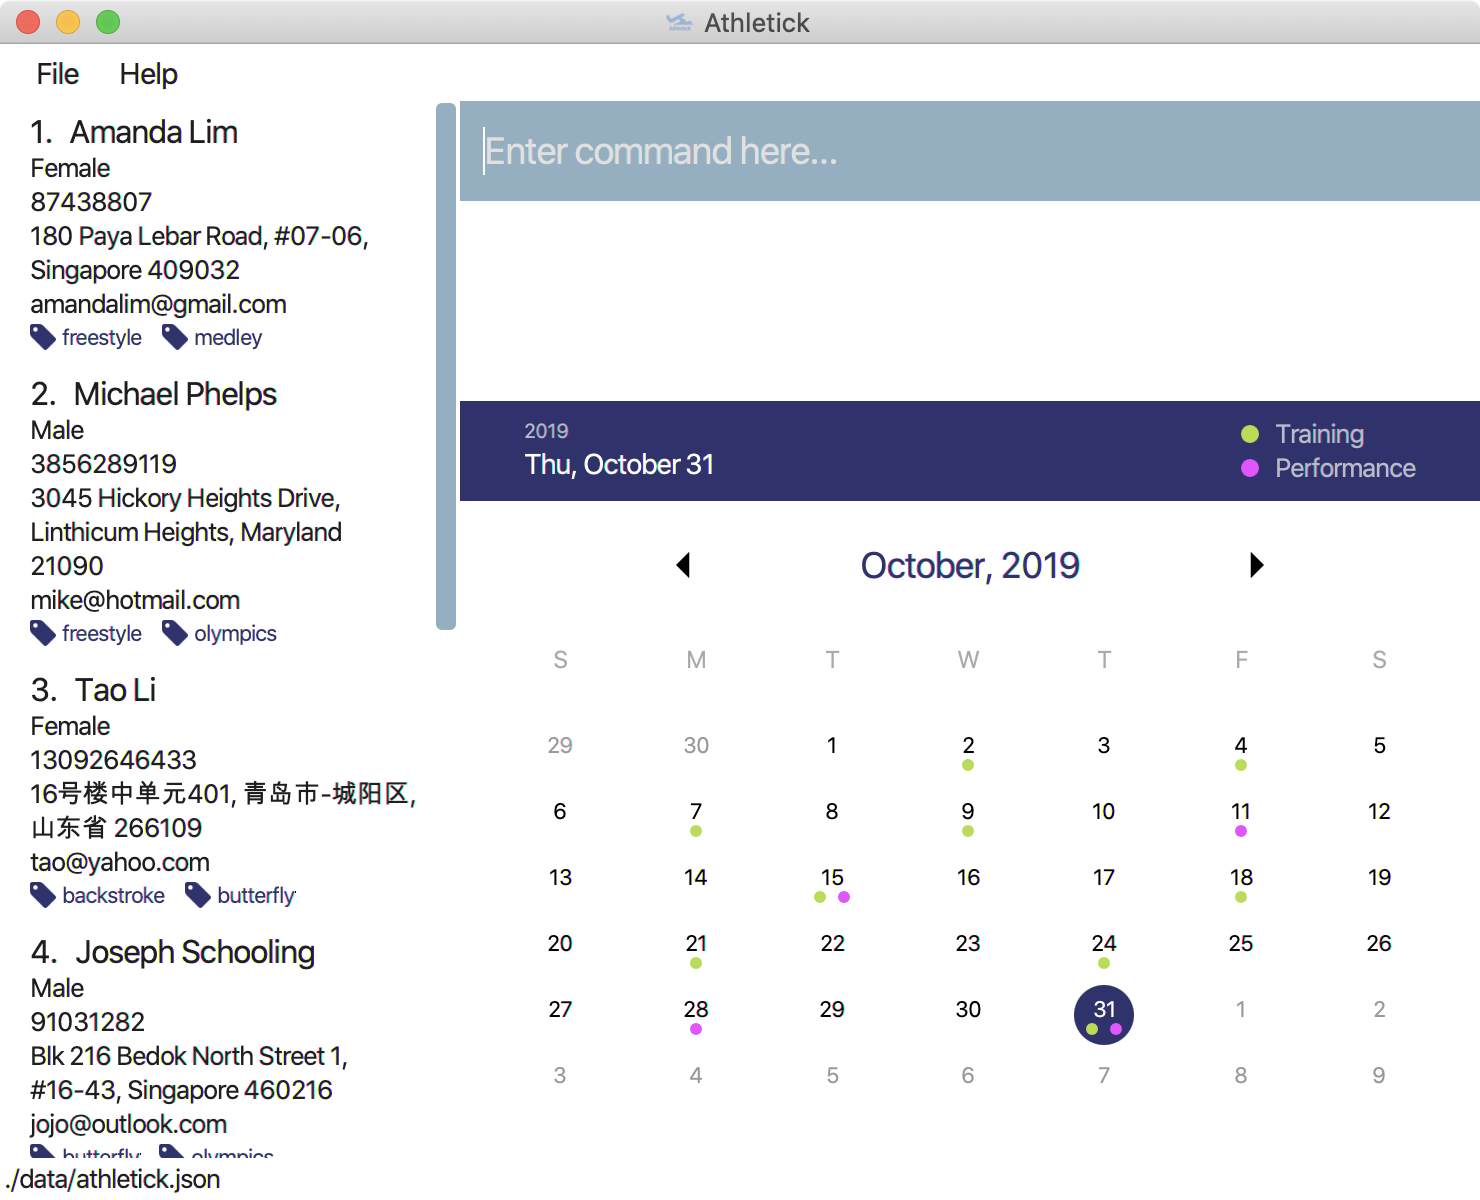 Athletick
File Help
1. Amanda Lim
Female
87438807
180 Paya Lebar Road, #07-06,
Singapore 409032
amandalim@gmail.com
freestyle medley
2. Michael Phelps
Male
3856289119
3045 Hickory Heights Drive,
Linthicum Heights, Maryland
21090
mike@hotmail.com
freestyle olympics
3. Tao Li
Female
13092646433
16号楼中单元401, 青岛市-城阳区,
山东省 266109
tao@yahoo.com
backstroke butterfly
4. Joseph Schooling
Male
91031282
Blk 216 Bedok North Street 1,
#16-43, Singapore 460216
jojo@outlook.com
butterfly olympics
./data/athletick.json
Enter command here...
2019
Thu, October 31
Training
Performance
October, 2019
S M T W T F S
29 30 1 2 3 4 5
6 7 8 9 10 11 12
13 14 15 16 17 18 19
20 21 22 23 24 25 26
27 28 29 30 31 1 2
3 4 5 6 7 8 9